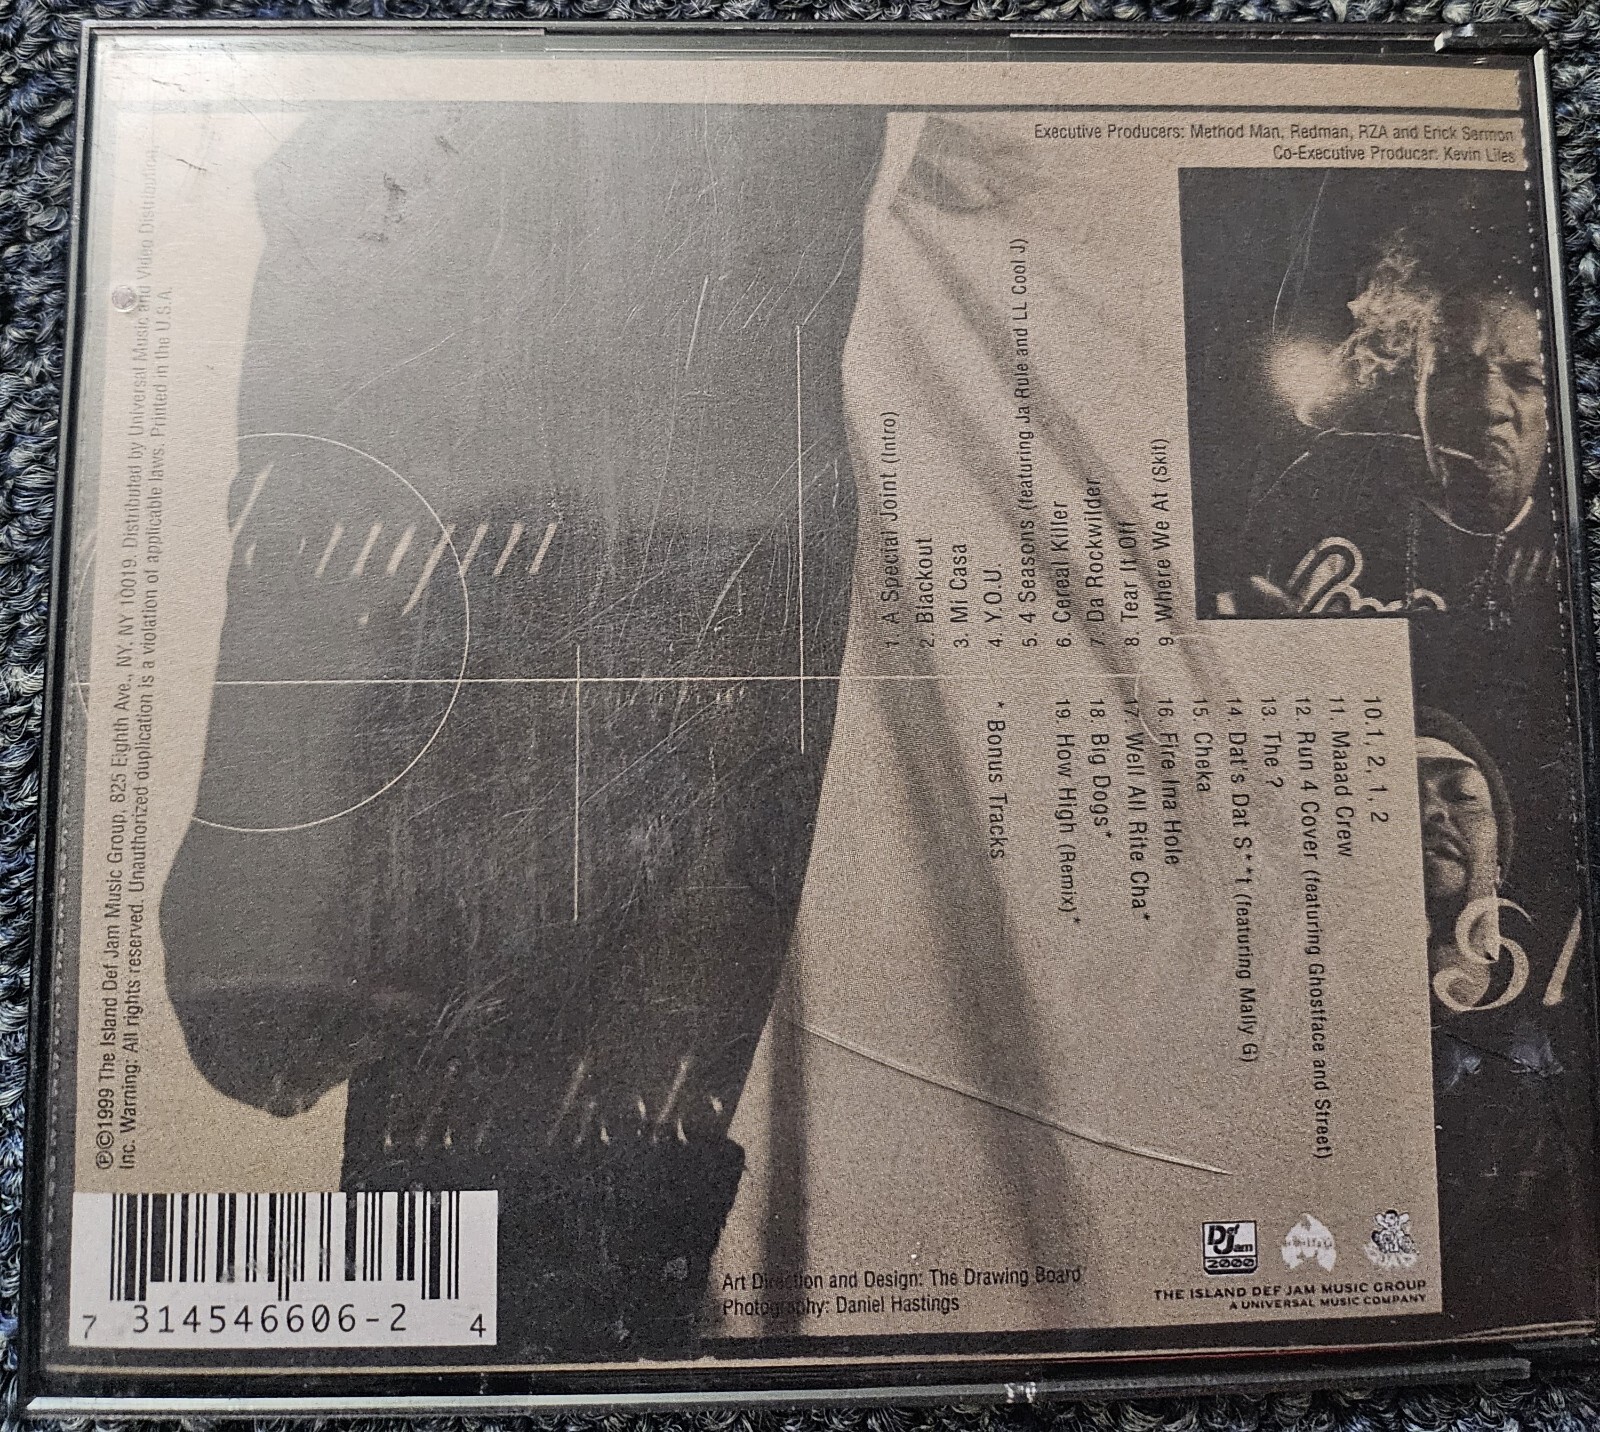 Executive Producers: Method Man, Redman, RZA and Erick Sermon
Co-Executive Producer: Kevin Liles
1. A Special Joint (Intro)
2. Blackout
3. Mi Casa
4. Y.O.U.
5. 4 Seasons (featuring Ja Rule and LL Cool J)
6. Cereal Killer
7. Da Rockwilder
8. Tear It Off
9. Where We At (Skit)
10. 1, 2, 1, 2
11. Maaad Crew
12. Run 4 Cover (featuring Ghostface and Street)
13. The ?
14. Dat's Dat S**t (featuring Mally G)
15. Cheka
16. Fire Ina Hole
17. Well All Rite Cha*
18. Big Dogs*
19. How High (Remix)*
* Bonus Tracks
℗©1999 The Island Def Jam Music Group, 825 Eighth Ave., NY, NY 10019. Distributed by Universal Music and Video Distribution,
Inc. Warning: All rights reserved. Unauthorized duplication is a violation of applicable laws. Printed in the U.S.A.
7 314546606-2 4
Art Direction and Design: The Drawing Board
Photography: Daniel Hastings
Def Jam
2000
THE ISLAND DEF JAM MUSIC GROUP
A UNIVERSAL MUSIC COMPANY